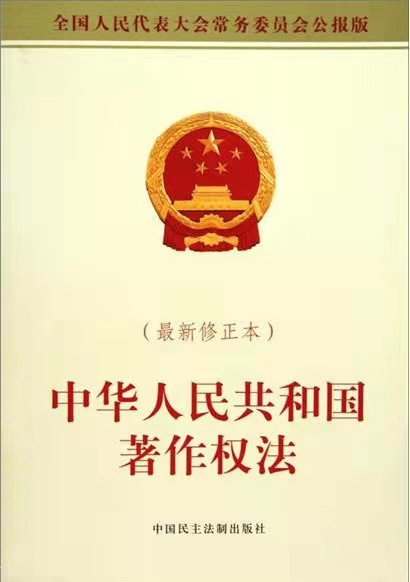 全国人民代表大会常务委员会公报版
（最新修正本）
中华人民共和国
著作权法
中国民主法制出版社